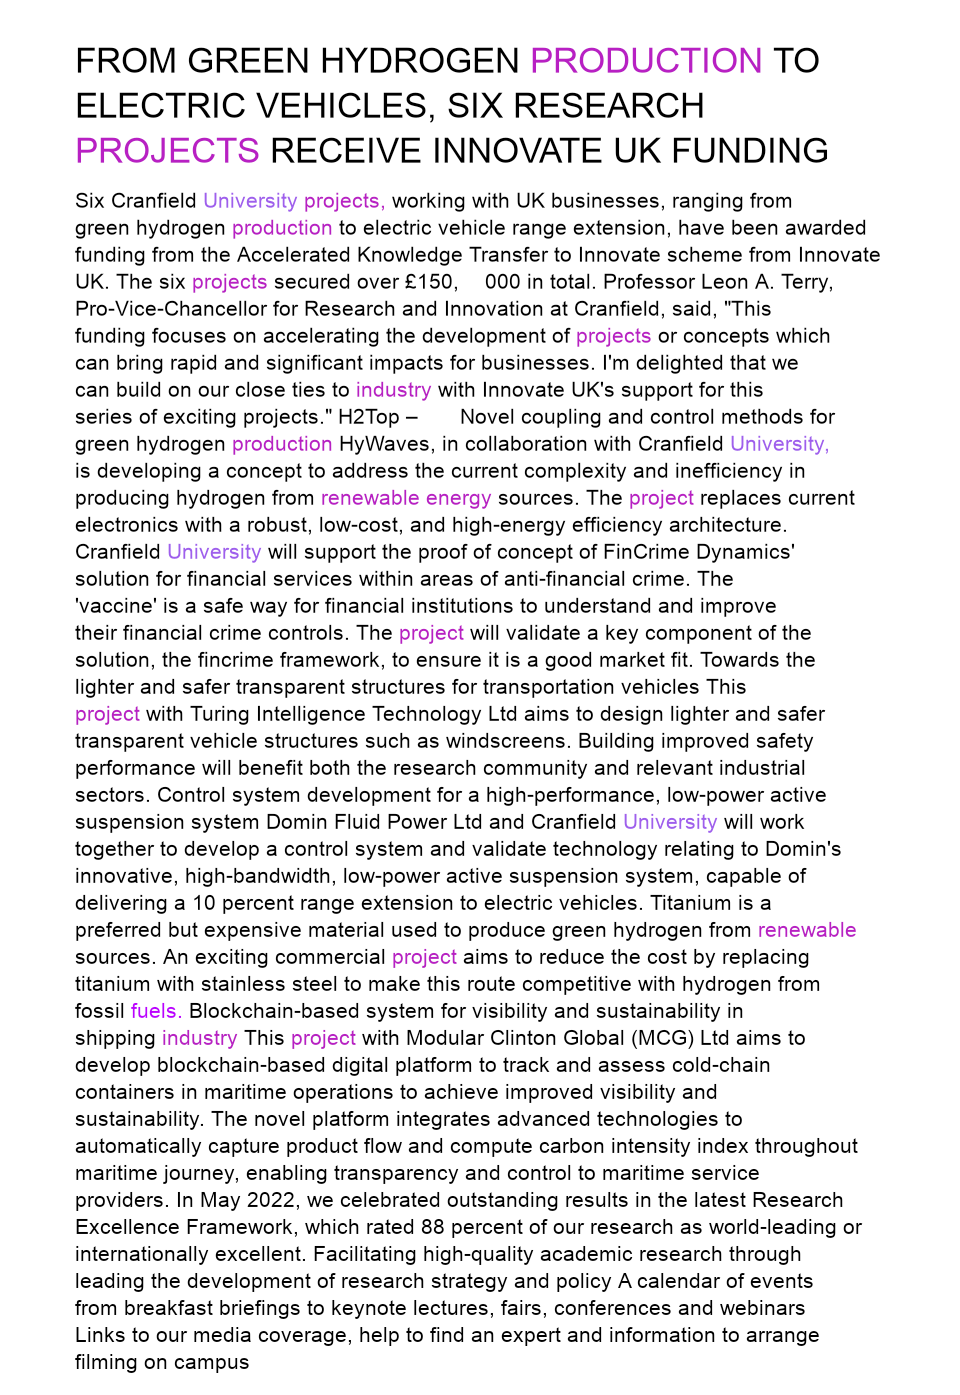 FROM GREEN HYDROGEN PRODUCTION TO
ELECTRIC VEHICLES, SIX RESEARCH
PROJECTS RECEIVE INNOVATE UK FUNDING
Six Cranfield University projects, working with UK businesses, ranging from
green hydrogen production to electric vehicle range extension, have been awarded
funding from the Accelerated Knowledge Transfer to Innovate scheme from Innovate
UK. The six projects secured over £150, 000 in total. Professor Leon A. Terry,
Pro-Vice-Chancellor for Research and Innovation at Cranfield, said, "This
funding focuses on accelerating the development of projects or concepts which
can bring rapid and significant impacts for businesses. I'm delighted that we
can build on our close ties to industry with Innovate UK's support for this
series of exciting projects." H2Top – Novel coupling and control methods for
green hydrogen production HyWaves, in collaboration with Cranfield University,
is developing a concept to address the current complexity and inefficiency in
producing hydrogen from renewable energy sources. The project replaces current
electronics with a robust, low-cost, and high-energy efficiency architecture.
Cranfield University will support the proof of concept of FinCrime Dynamics'
solution for financial services within areas of anti-financial crime. The
'vaccine' is a safe way for financial institutions to understand and improve
their financial crime controls. The project will validate a key component of the
solution, the fincrime framework, to ensure it is a good market fit. Towards the
lighter and safer transparent structures for transportation vehicles This
project with Turing Intelligence Technology Ltd aims to design lighter and safer
transparent vehicle structures such as windscreens. Building improved safety
performance will benefit both the research community and relevant industrial
sectors. Control system development for a high-performance, low-power active
suspension system Domin Fluid Power Ltd and Cranfield University will work
together to develop a control system and validate technology relating to Domin's
innovative, high-bandwidth, low-power active suspension system, capable of
delivering a 10 percent range extension to electric vehicles. Titanium is a
preferred but expensive material used to produce green hydrogen from renewable
sources. An exciting commercial project aims to reduce the cost by replacing
titanium with stainless steel to make this route competitive with hydrogen from
fossil fuels. Blockchain-based system for visibility and sustainability in
shipping industry This project with Modular Clinton Global (MCG) Ltd aims to
develop blockchain-based digital platform to track and assess cold-chain
containers in maritime operations to achieve improved visibility and
sustainability. The novel platform integrates advanced technologies to
automatically capture product flow and compute carbon intensity index throughout
maritime journey, enabling transparency and control to maritime service
providers. In May 2022, we celebrated outstanding results in the latest Research
Excellence Framework, which rated 88 percent of our research as world-leading or
internationally excellent. Facilitating high-quality academic research through
leading the development of research strategy and policy A calendar of events
from breakfast briefings to keynote lectures, fairs, conferences and webinars
Links to our media coverage, help to find an expert and information to arrange
filming on campus